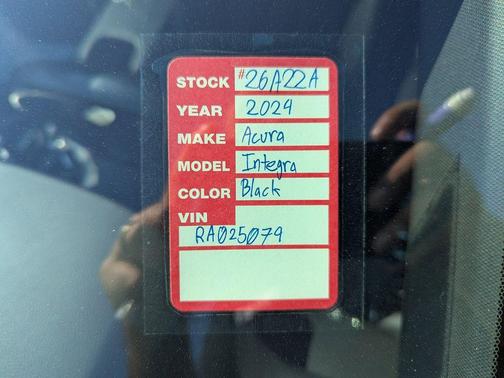 STOCK #26A22A
YEAR 2024
MAKE Acura
MODEL Integra
COLOR Black
VIN
RA025079